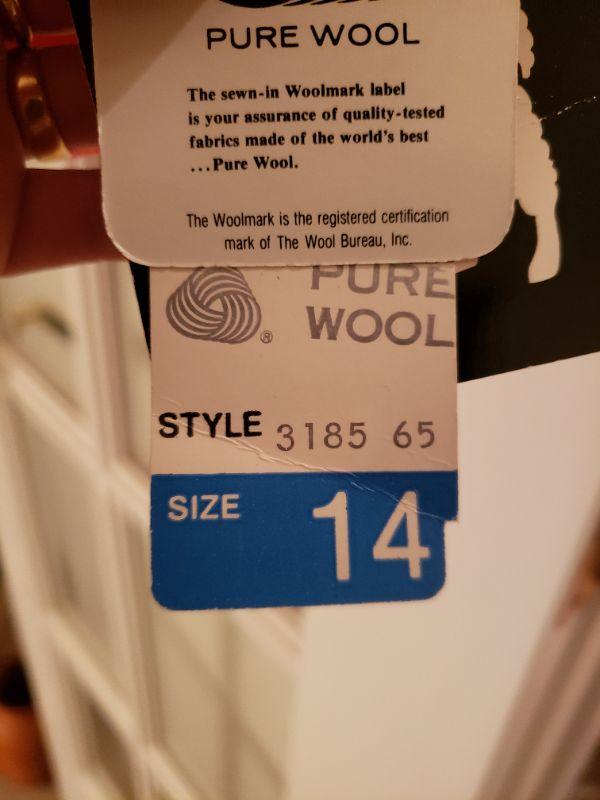 PURE WOOL
The sewn-in Woolmark label
is your assurance of quality-tested
fabrics made of the world's best
...Pure Wool.
The Woolmark is the registered certification
mark of The Wool Bureau, Inc.
PURE
® WOOL
STYLE 3185 65
SIZE 14